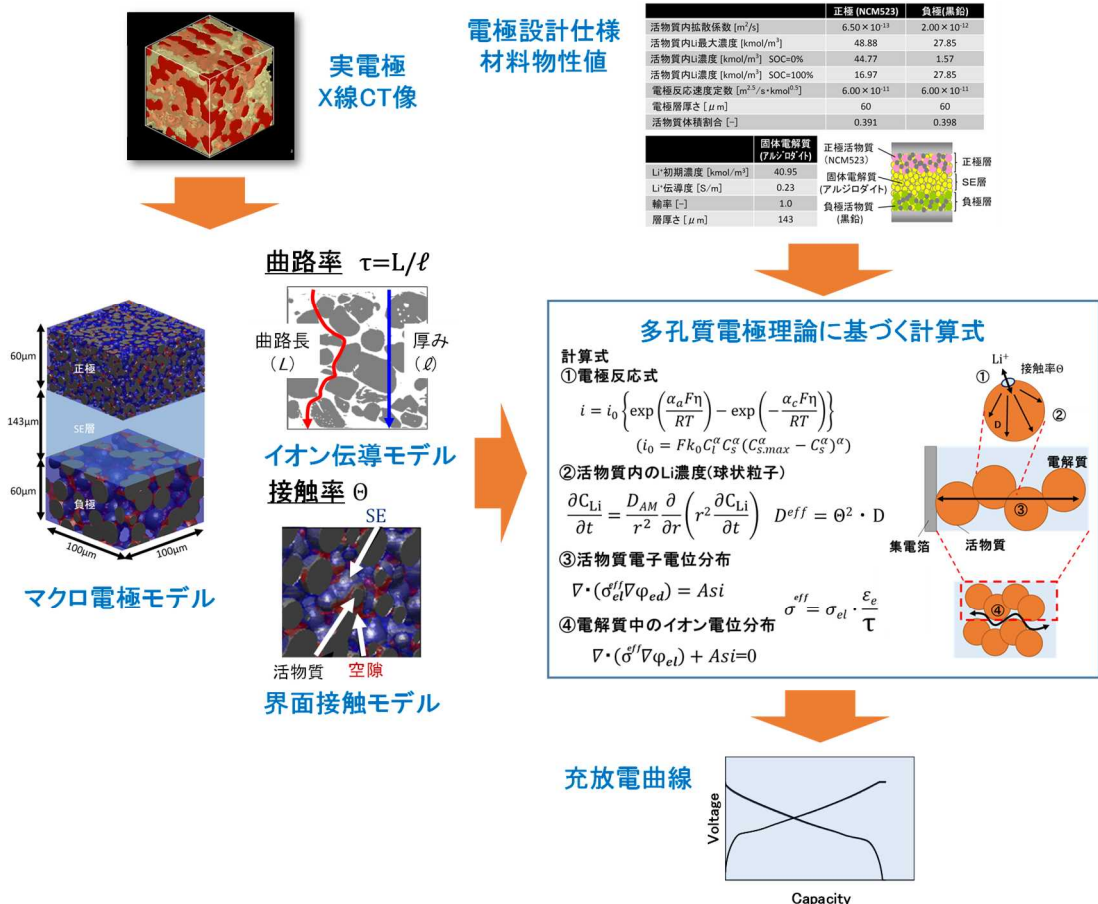 実電極
X線CT像
電極設計仕様
材料物性値
正極 (NCM523) 負極(黒鉛)
活物質内拡散係数 [m²/s] 6.50×10⁻¹³ 2.00×10⁻¹²
活物質内Li最大濃度 [kmol/m³] 48.88 27.85
活物質内Li濃度 [kmol/m³] SOC=0% 44.77 1.57
活物質内Li濃度 [kmol/m³] SOC=100% 16.97 27.85
電極反応速度定数 [m²·⁵/s・kmol⁰·⁵] 6.00×10⁻¹¹ 6.00×10⁻¹¹
電極層厚さ [μm] 60 60
活物質体積割合 [−] 0.391 0.398
固体電解質
(アルジロダイト)
Li⁺初期濃度 [kmol/m³] 40.95
Li⁺伝導度 [S/m] 0.23
輸率 [−] 1.0
層厚さ [μm] 143
正極活物質
(NCM523)
固体電解質
(アルジロダイト)
負極活物質
(黒鉛)
正極層
SE層
負極層
曲路率 τ=L/ℓ
曲路長
(L)
厚み
(ℓ)
イオン伝導モデル
60μm
143μm
60μm
正極
SE層
負極
100μm 100μm
マクロ電極モデル
接触率 Θ
SE
活物質 空隙
界面接触モデル
多孔質電極理論に基づく計算式
計算式
①電極反応式
i = i₀ {exp(α_a Fη / RT) − exp(−α_c Fη / RT)}
(i₀ = Fk₀C_l^α C_s^α (C_{s.max}^α − C_s^α)^α)
②活物質内のLi濃度(球状粒子)
∂C_Li/∂t = D_AM/r² ∂/∂r (r² ∂C_Li/∂t) D^eff = Θ² · D
③活物質電子電位分布
∇·(σ_el^eff ∇φ_ed) = Asi
σ^eff = σ_el · ε_e/τ
④電解質中のイオン電位分布
∇·(σ^eff ∇φ_el) + Asi=0
Li⁺
接触率Θ
①
②
D
電解質
③
集電箔 活物質
④
充放電曲線
Voltage
Capacity